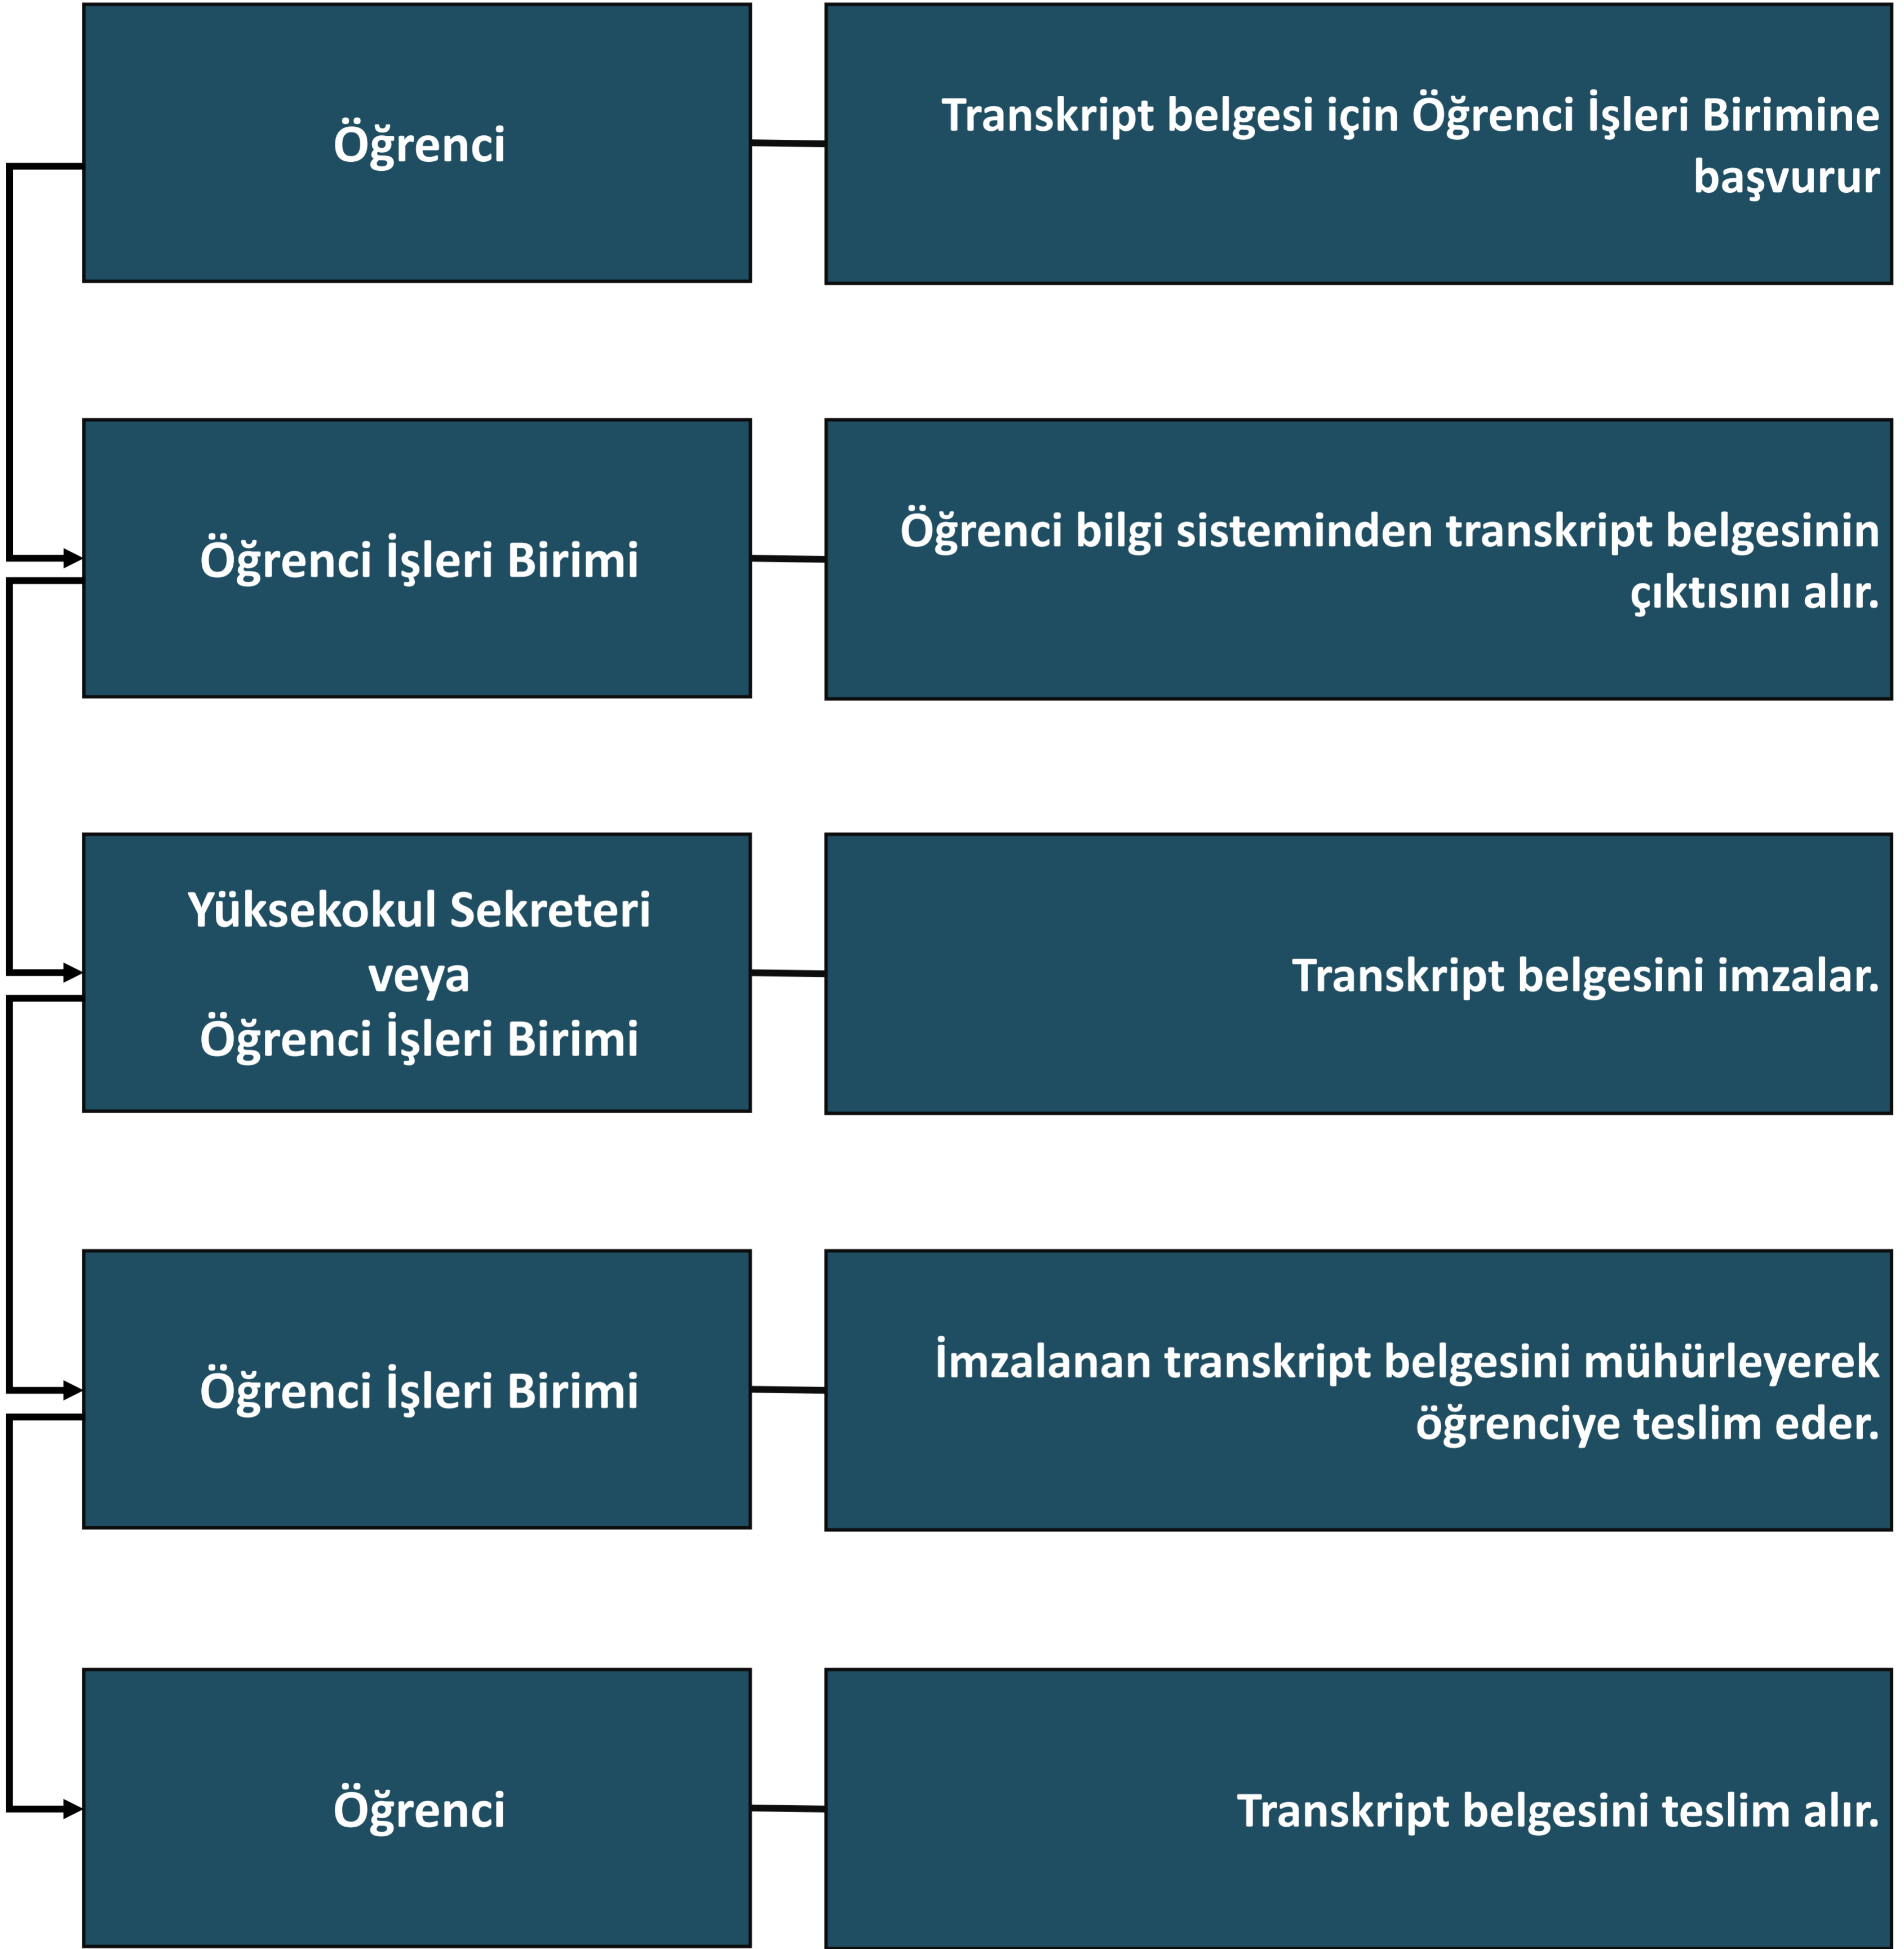 Öğrenci
Transkript belgesi için Öğrenci İşleri Birimine
başvurur
Öğrenci İşleri Birimi
Öğrenci bilgi sisteminden transkript belgesinin
çıktısını alır.
Yüksekokul Sekreteri
veya
Öğrenci İşleri Birimi
Transkript belgesini imzalar.
Öğrenci İşleri Birimi
İmzalanan transkript belgesini mühürleyerek
öğrenciye teslim eder.
Öğrenci
Transkript belgesini teslim alır.